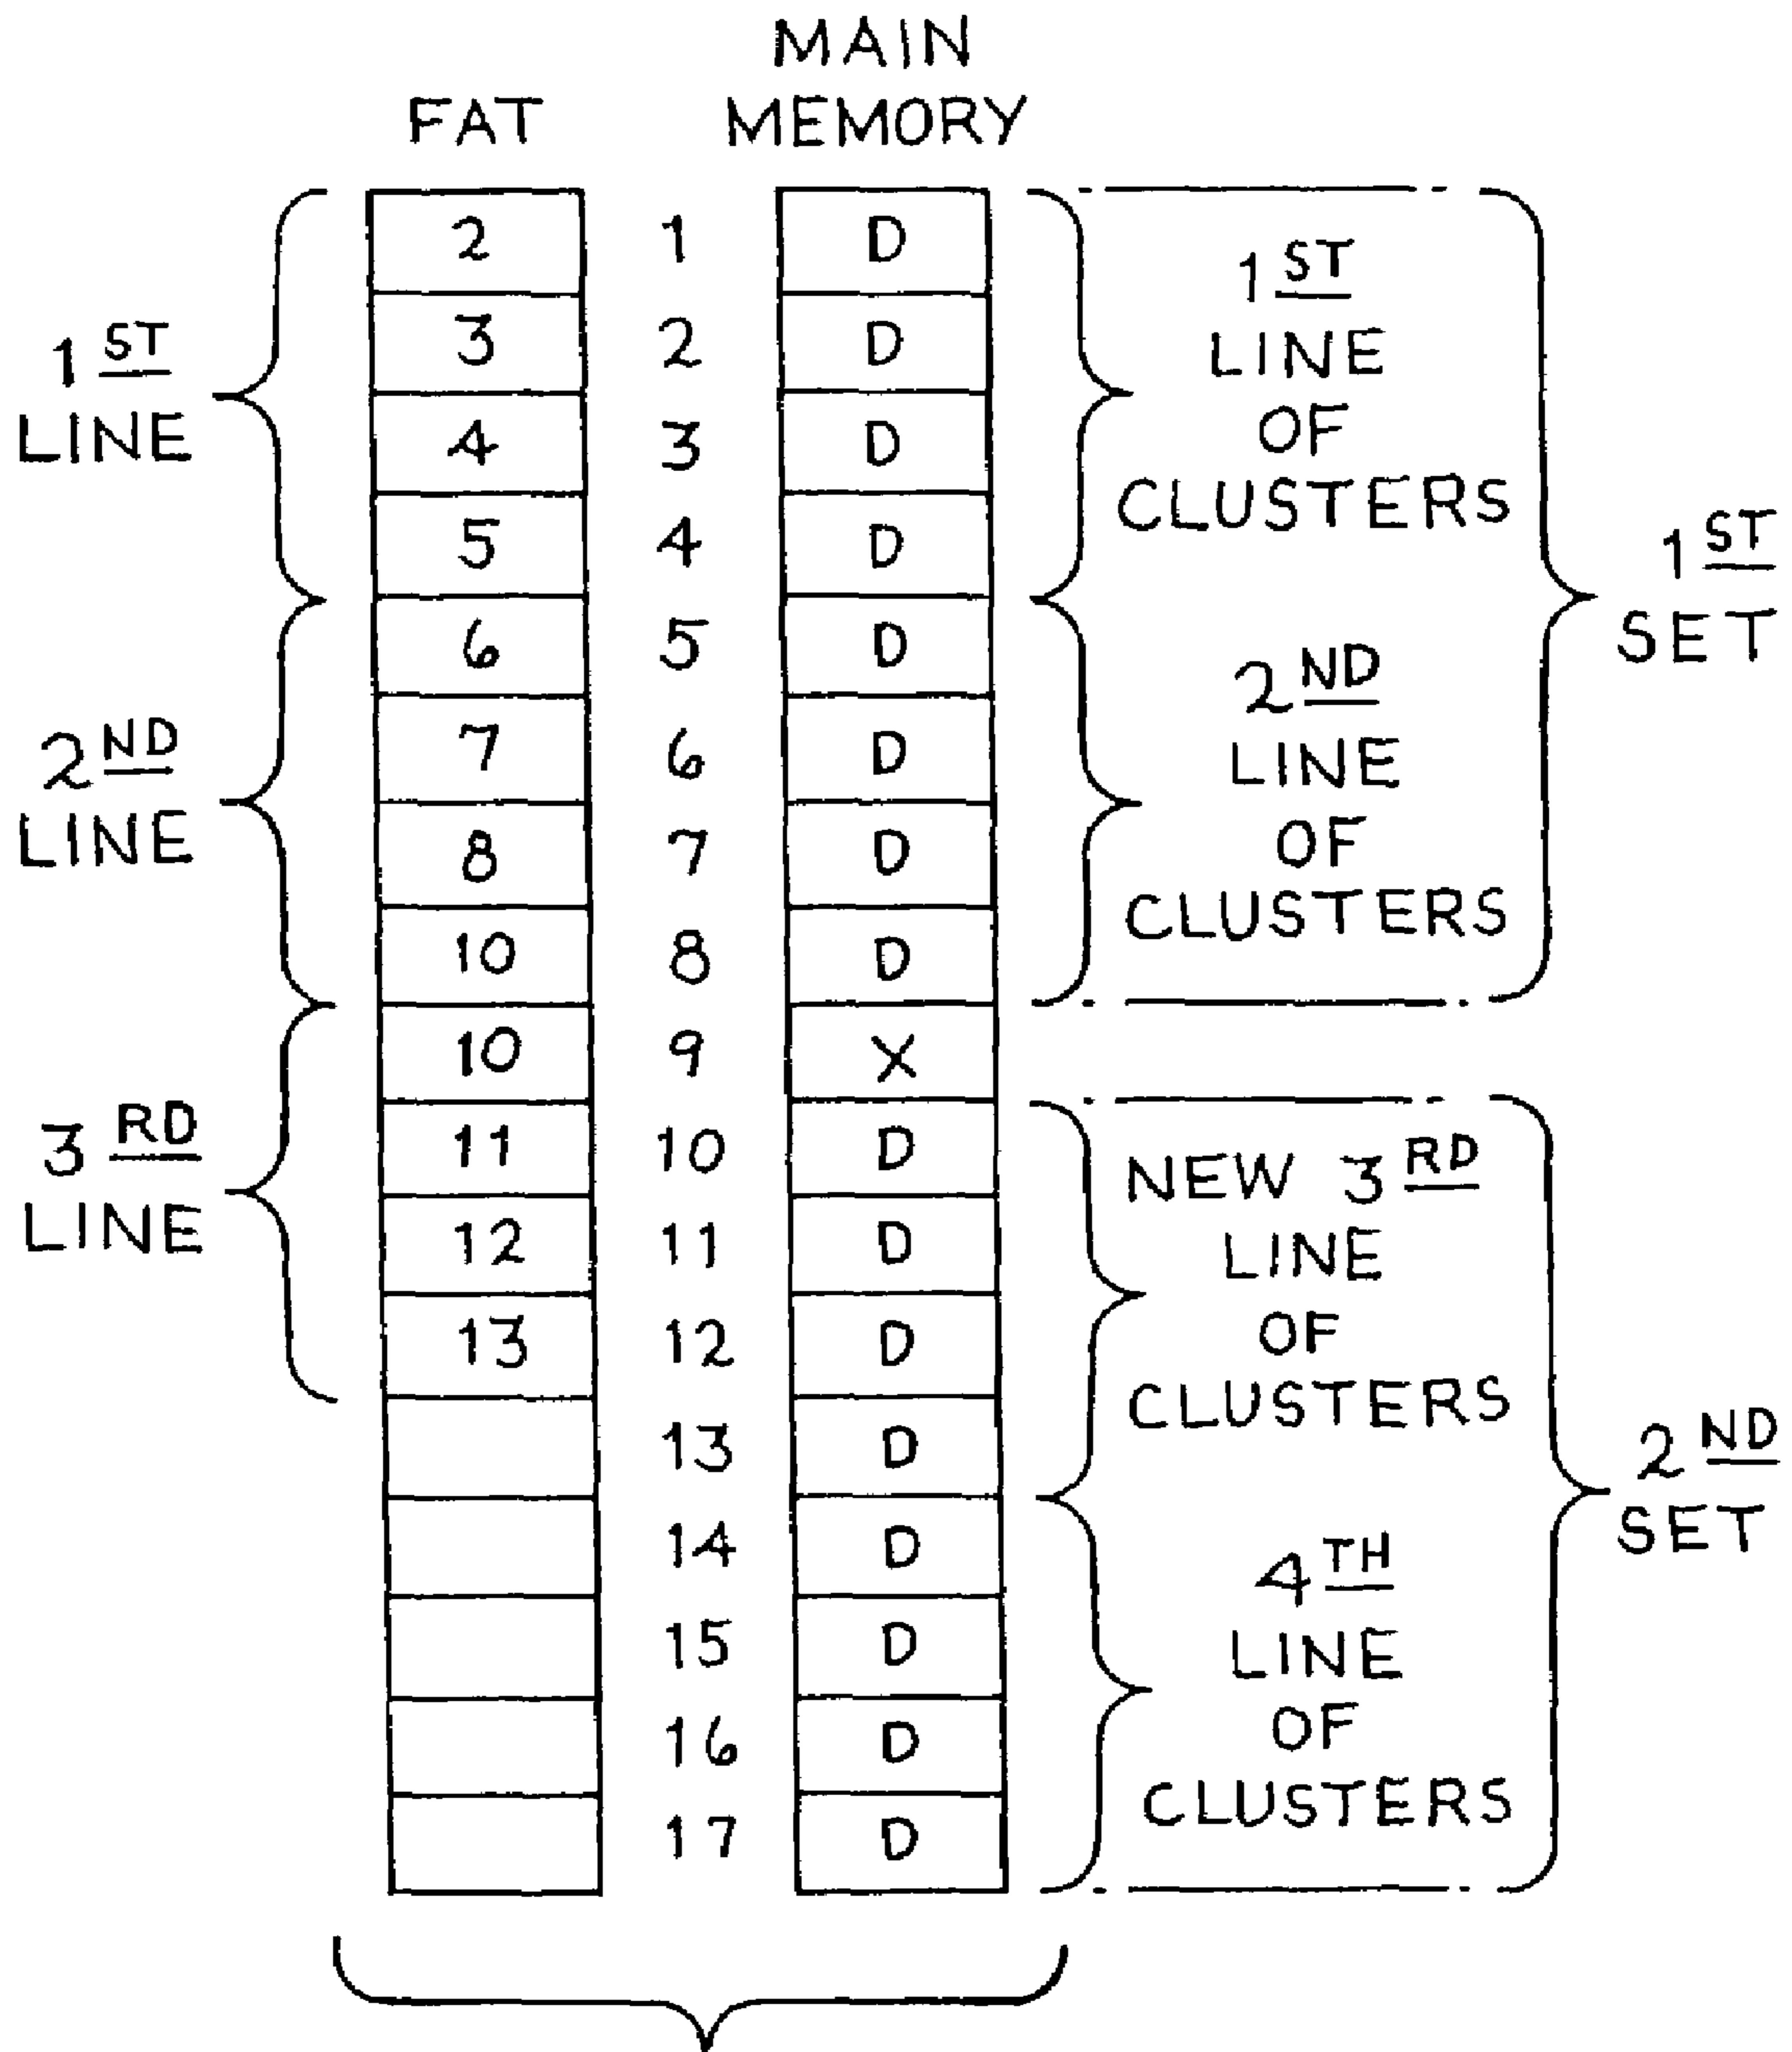 MAIN
FAT MEMORY
2 1 D
3 2 D
4 3 D
5 4 D
6 5 D
7 6 D
8 7 D
10 8 D
10 9 X
11 10 D
12 11 D
13 12 D
13 D
14 D
15 D
16 D
17 D
1ST
LINE
2ND
LINE
3RD
LINE
1ST
LINE
OF
CLUSTERS
2ND
LINE
OF
CLUSTERS
1ST
SET
NEW 3RD
LINE
OF
CLUSTERS
4TH
LINE
OF
CLUSTERS
2ND
SET